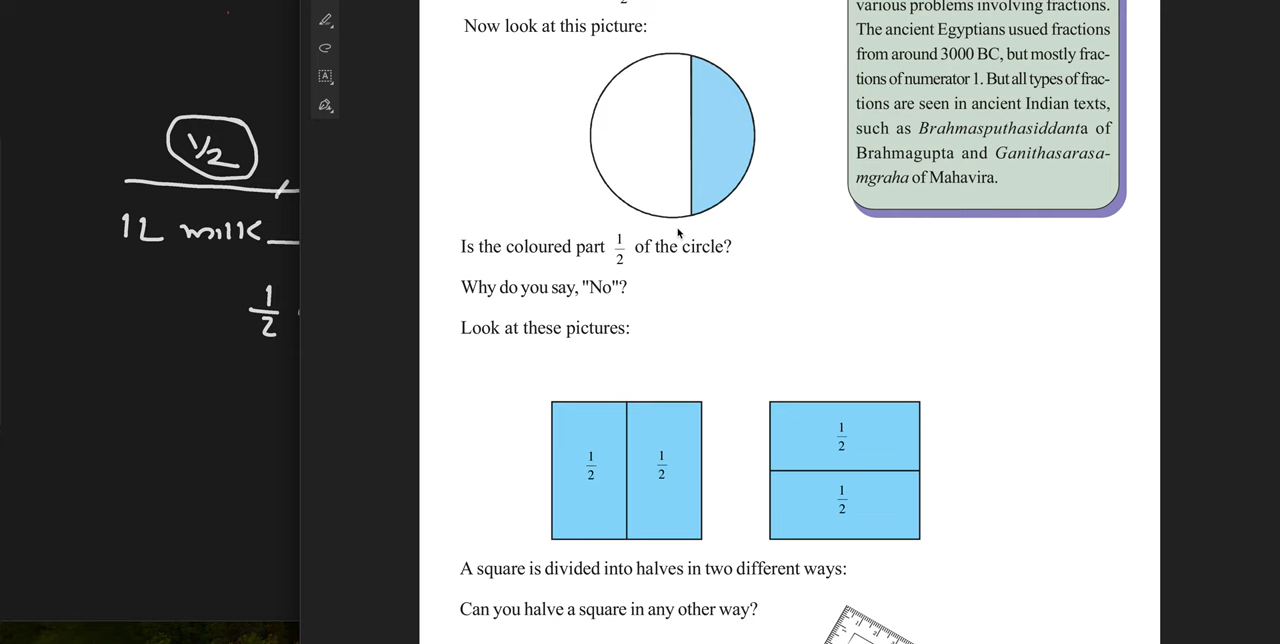 2
Now look at this picture:
Is the coloured part 1/2 of the circle?
Why do you say, "No"?
Look at these pictures:
1/2 1/2
1/2
1/2
A square is divided into halves in two different ways:
Can you halve a square in any other way?
various problems involving fractions.
The ancient Egyptians usued fractions
from around 3000 BC, but mostly frac-
tions of numerator 1. But all types of frac-
tions are seen in ancient Indian texts,
such as Brahmasputhasiddanta of
Brahmagupta and Ganithasarasa-
mgraha of Mahavira.
1/2
1L milk
1/2